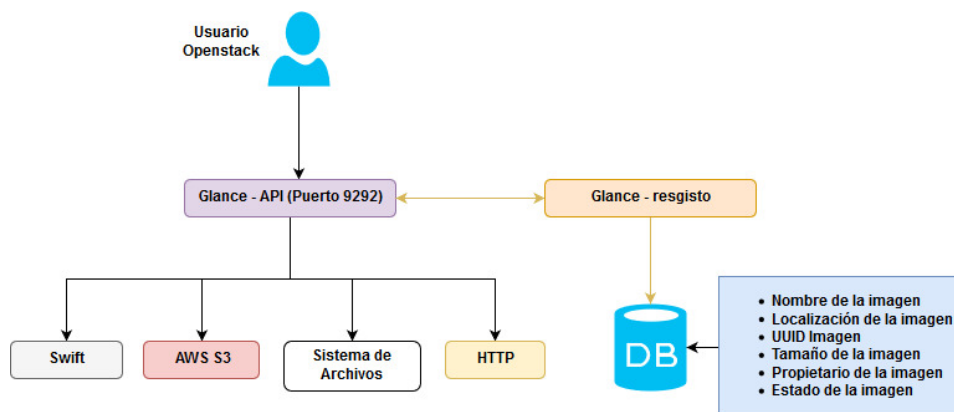 Usuario
Openstack
Glance - API (Puerto 9292)
Glance - resgisto
Swift
AWS S3
Sistema de
Archivos
HTTP
DB
• Nombre de la imagen
• Localización de la imagen
• UUID Imagen
• Tamaño de la imagen
• Propietario de la imagen
• Estado de la imagen